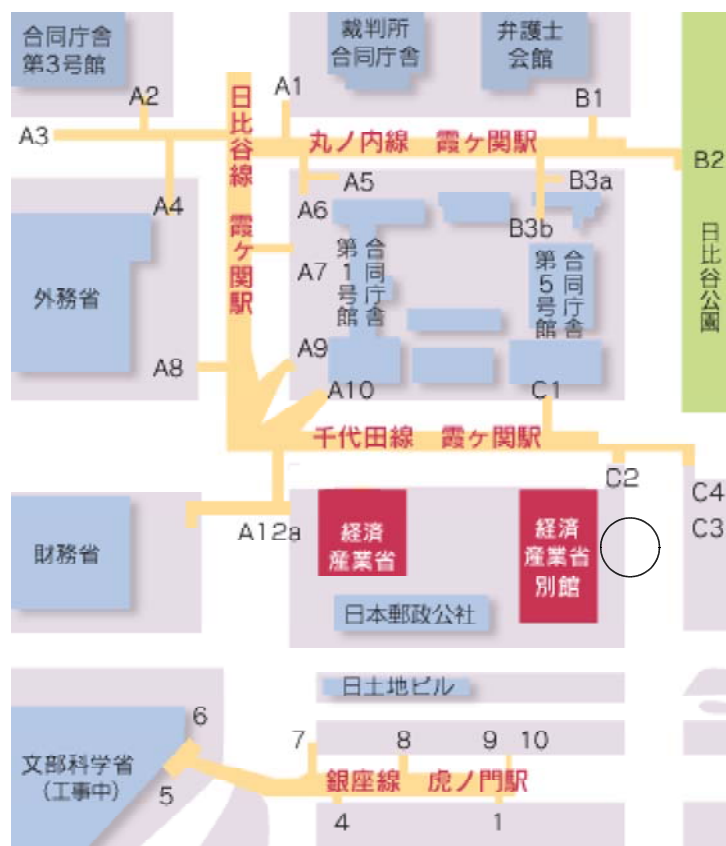 合同庁舎
第3号館
裁判所
合同庁舎
弁護士
会館
A2
A1
B1
A3
日比谷線 霞ヶ関駅
丸ノ内線 霞ヶ関駅
B2
A4
A5
B3a
A6
B3b
日比谷公園
外務省
A7
合同庁舎
第1号館
合同庁舎
第5号館
A9
A8
A10
C1
千代田線 霞ヶ関駅
C2
C4
C3
A12a
財務省
経済
産業省
経済
産業省
別館
日本郵政公社
日土地ビル
6
7
8
9
10
文部科学省
(工事中)
5
銀座線 虎ノ門駅
4
1